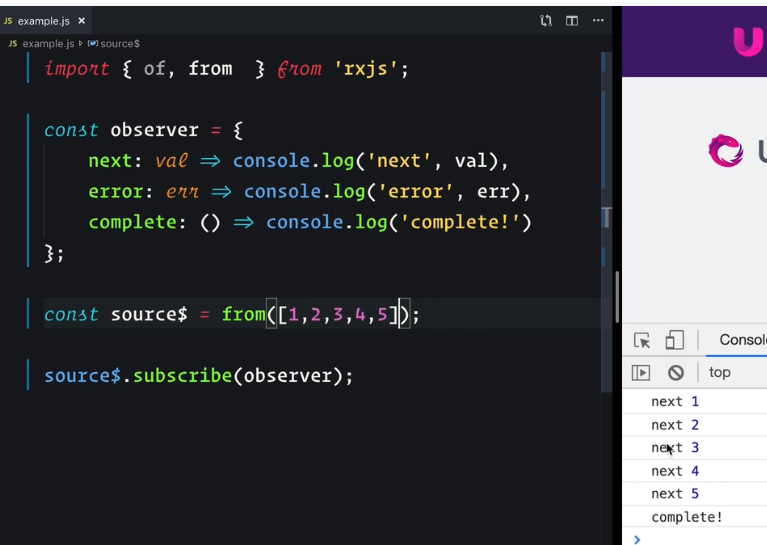 JS example.js ×
JS example.js source$
import { of, from } from 'rxjs';
const observer = {
next: val => console.log('next', val),
error: err => console.log('error', err),
complete: () => console.log('complete!')
};
const source$ = from([1,2,3,4,5]);
source$.subscribe(observer);
U
U
T
top
next 1
next 2
next 3
next 4
next 5
complete!